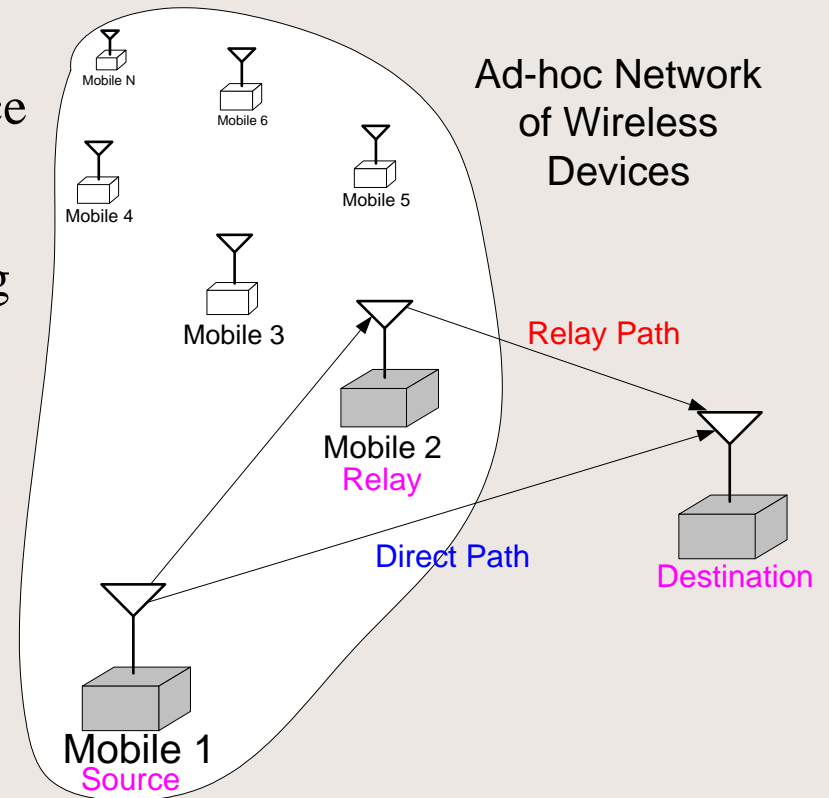 ce
g
Ad-hoc Network
of Wireless
Devices
Mobile N
Mobile 6
Mobile 4
Mobile 5
Mobile 3
Relay Path
Mobile 2
Relay
Direct Path
Destination
Mobile 1
Source